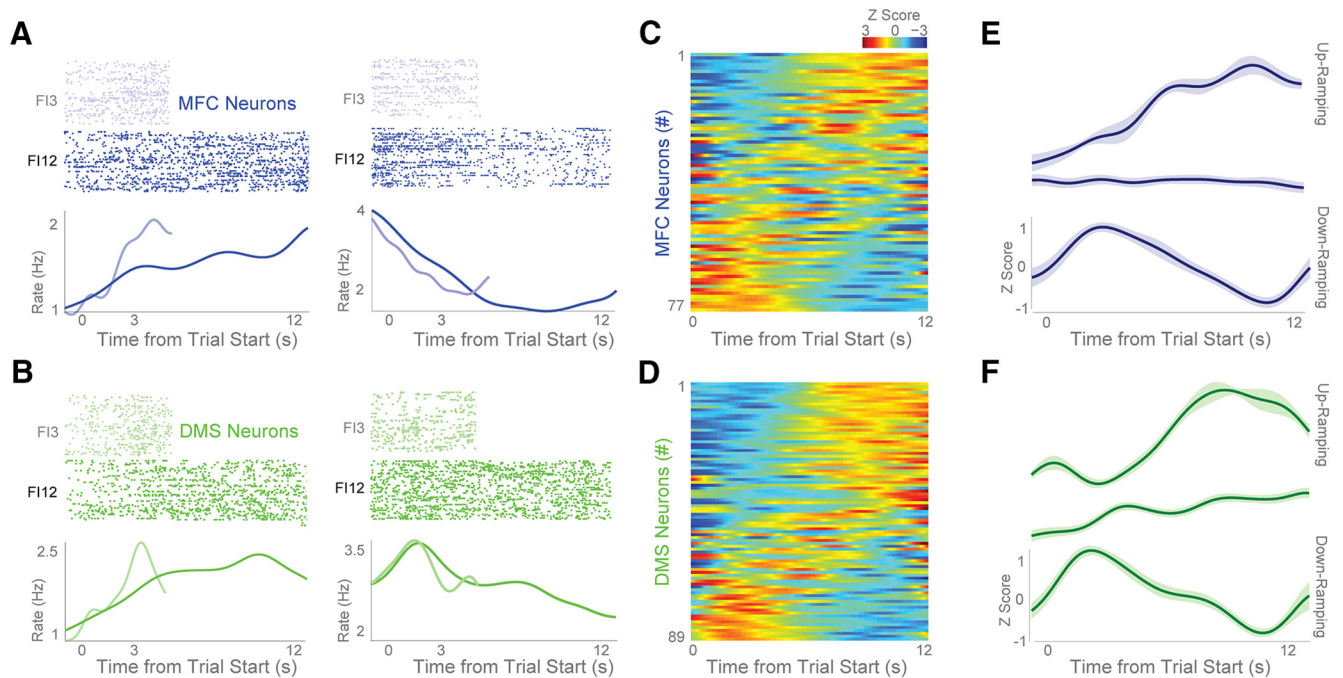 A
FI3
MFC Neurons
FI12
2
Rate (Hz)
1
0 3 12
Time from Trial Start (s)
FI3
FI12
4
2
Rate (Hz)
0 3 12
Time from Trial Start (s)
B
FI3
DMS Neurons
FI12
2.5
Rate (Hz)
1
0 3 12
Time from Trial Start (s)
FI3
FI12
3.5
Rate (Hz)
2
0 3 12
Time from Trial Start (s)
C
Z Score
3 0 −3
1
MFC Neurons (#)
77
0 12
Time from Trial Start (s)
D
1
DMS Neurons (#)
89
0 12
Time from Trial Start (s)
E
Up-Ramping
Down-Ramping
1
0
-1
Z Score
0 12
Time from Trial Start (s)
F
Up-Ramping
Down-Ramping
1
0
-1
Z Score
0 12
Time from Trial Start (s)